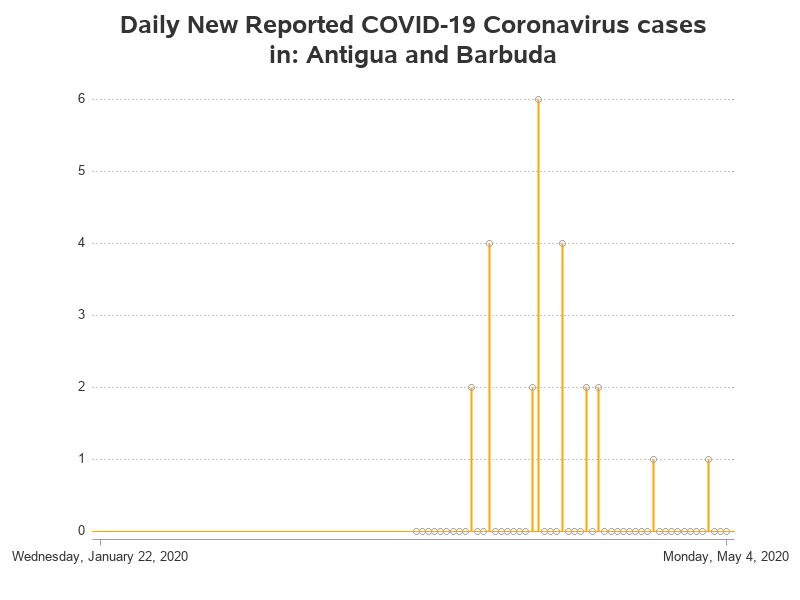 Daily New Reported COVID-19 Coronavirus cases
in: Antigua and Barbuda
6
5
4
3
2
1
0
Wednesday, January 22, 2020
Monday, May 4, 2020